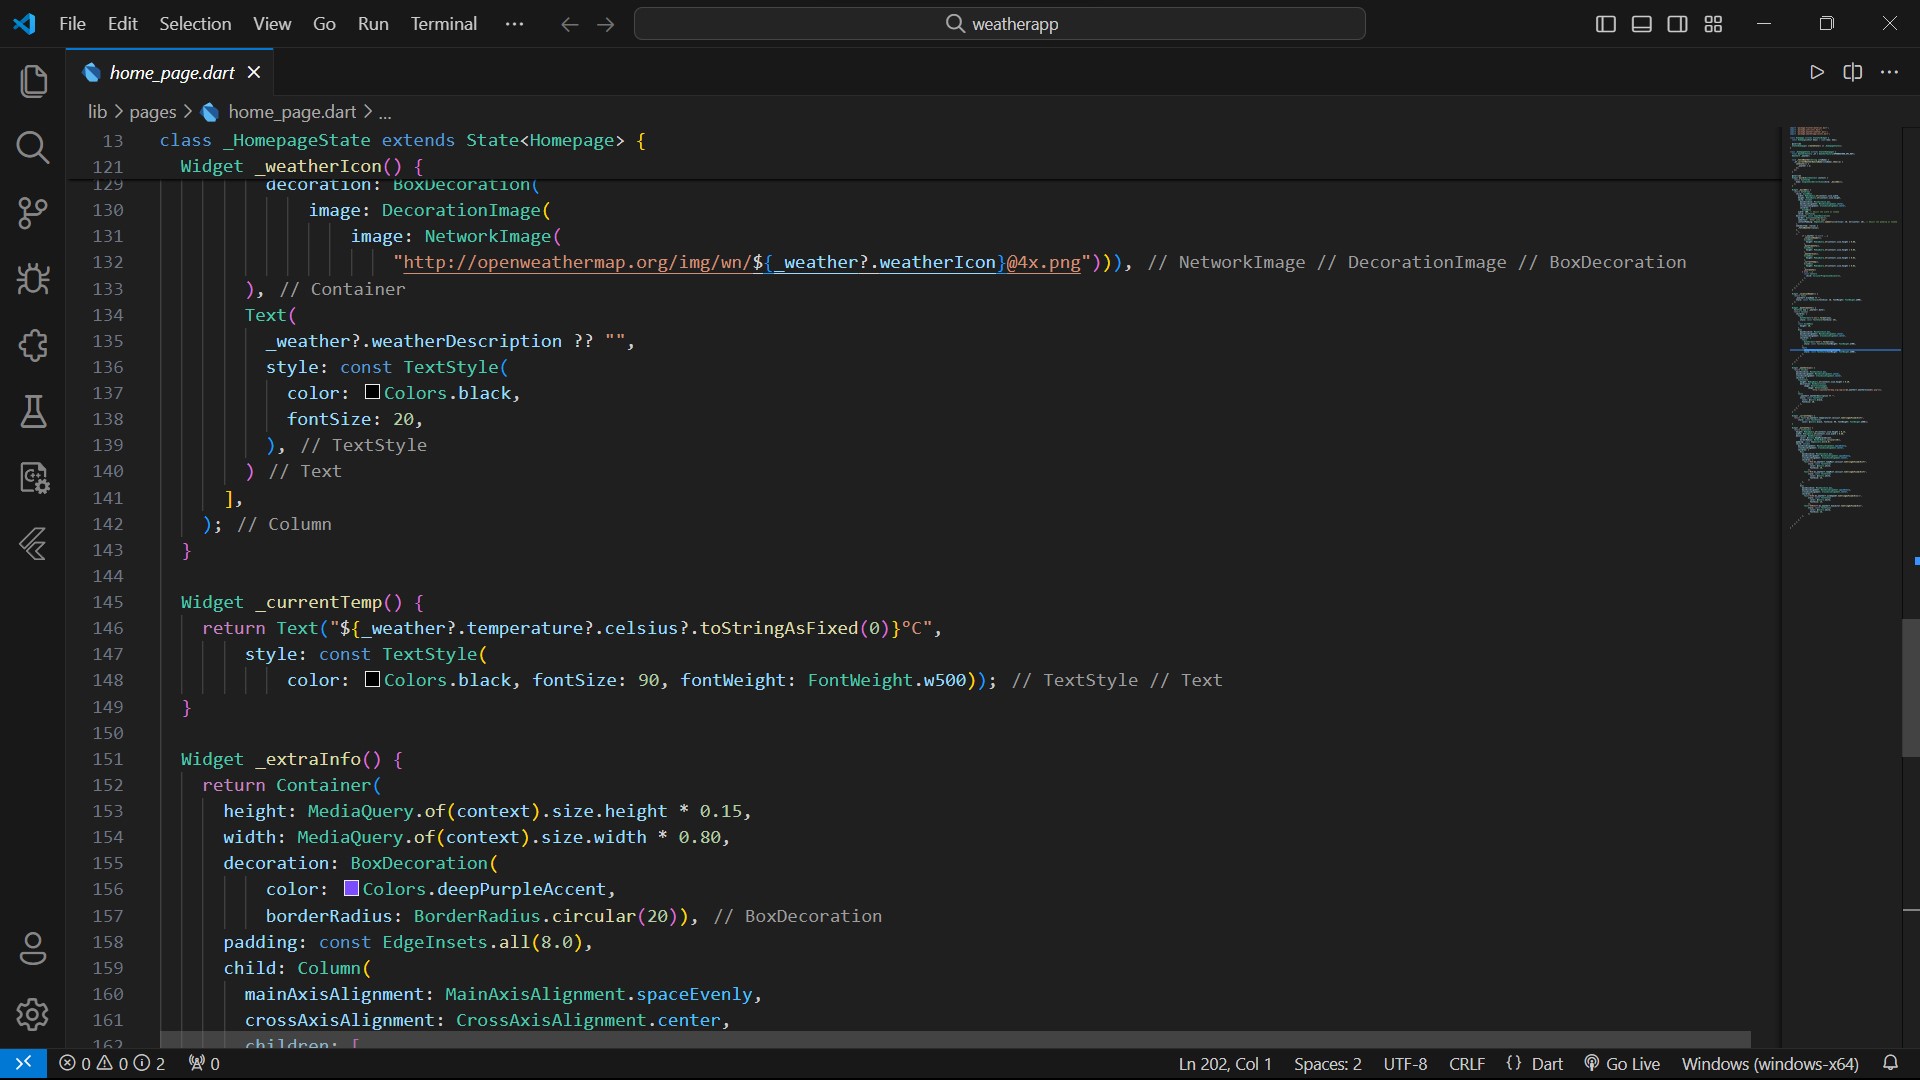 File Edit Selection View Go Run Terminal ··· weatherapp
home_page.dart
lib > pages > home_page.dart > ...
13 class _HomepageState extends State<Homepage> {
121 Widget _weatherIcon() {
129 decoration: BoxDecoration(
130 image: DecorationImage(
131 image: NetworkImage(
132 "http://openweathermap.org/img/wn/${_weather?.weatherIcon}@4x.png"))), // NetworkImage // DecorationImage // BoxDecoration
133 ), // Container
134 Text(
135 _weather?.weatherDescription ?? "",
136 style: const TextStyle(
137 color: Colors.black,
138 fontSize: 20,
139 ), // TextStyle
140 ) // Text
141 ],
142 ); // Column
143 }
144
145 Widget _currentTemp() {
146 return Text("${_weather?.temperature?.celsius?.toStringAsFixed(0)}°C",
147 style: const TextStyle(
148 color: Colors.black, fontSize: 90, fontWeight: FontWeight.w500)); // TextStyle // Text
149 }
150
151 Widget _extraInfo() {
152 return Container(
153 height: MediaQuery.of(context).size.height * 0.15,
154 width: MediaQuery.of(context).size.width * 0.80,
155 decoration: BoxDecoration(
156 color: Colors.deepPurpleAccent,
157 borderRadius: BorderRadius.circular(20)), // BoxDecoration
158 padding: const EdgeInsets.all(8.0),
159 child: Column(
160 mainAxisAlignment: MainAxisAlignment.spaceEvenly,
161 crossAxisAlignment: CrossAxisAlignment.center,
162 children: [
0 0 2 0 Ln 202, Col 1 Spaces: 2 UTF-8 CRLF {} Dart Go Live Windows (windows-x64)